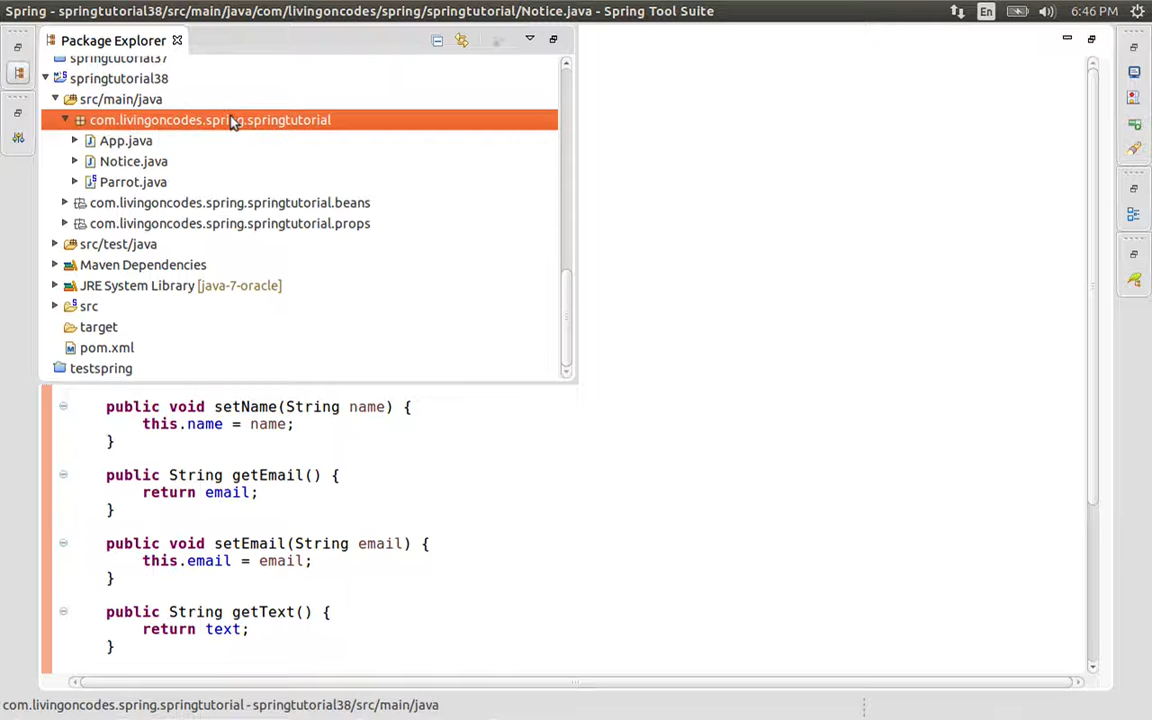 Spring - springtutorial38/src/main/java/com/livingoncodes/spring/springtutorial/Notice.java - Spring Tool Suite
En
6:46 PM
Package Explorer
springtutorial37
springtutorial38
src/main/java
com.livingoncodes.spring.springtutorial
App.java
Notice.java
Parrot.java
com.livingoncodes.spring.springtutorial.beans
com.livingoncodes.spring.springtutorial.props
src/test/java
Maven Dependencies
JRE System Library [java-7-oracle]
src
target
pom.xml
testspring
public void setName(String name) {
this.name = name;
}
public String getEmail() {
return email;
}
public void setEmail(String email) {
this.email = email;
}
public String getText() {
return text;
}
com.livingoncodes.spring.springtutorial - springtutorial38/src/main/java